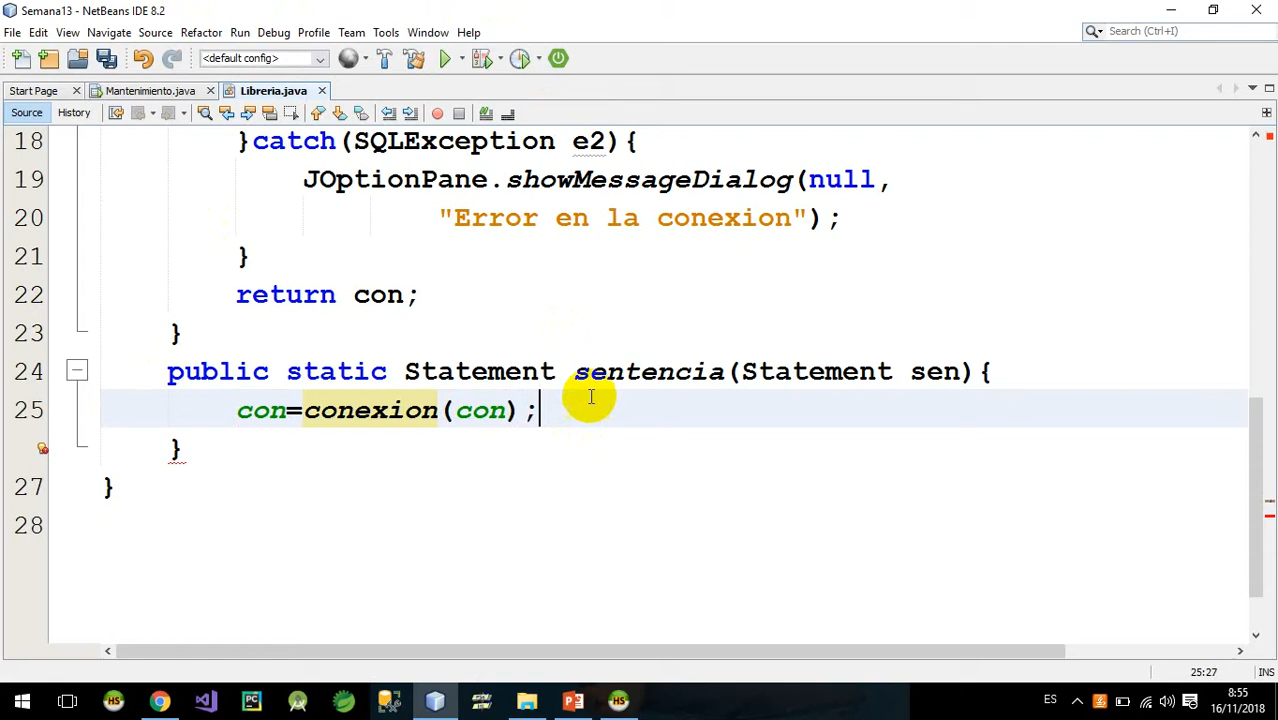 Semana13 - NetBeans IDE 8.2
File Edit View Navigate Source Refactor Run Debug Profile Team Tools Window Help
Search (Ctrl+I)
<default config>
Start Page Mantenimiento.java Libreria.java
Source History
18 }catch(SQLException e2){
19 JOptionPane.showMessageDialog(null,
20 "Error en la conexion");
21 }
22 return con;
23 }
24 public static Statement sentencia(Statement sen){
25 con=conexion(con);
}
27 }
28
25:27 INS
ES 8:55
16/11/2018